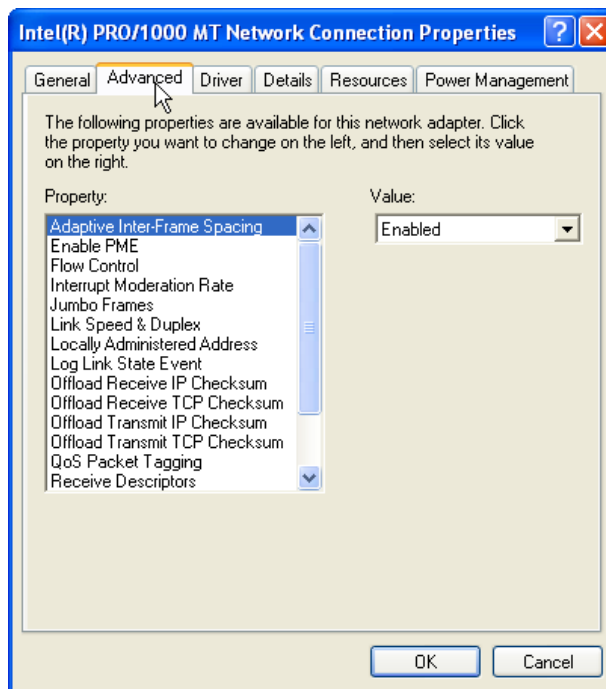 Intel(R) PRO/1000 MT Network Connection Properties
General Advanced Driver Details Resources Power Management
The following properties are available for this network adapter. Click
the property you want to change on the left, and then select its value
on the right.
Property:
Adaptive Inter-Frame Spacing
Enable PME
Flow Control
Interrupt Moderation Rate
Jumbo Frames
Link Speed & Duplex
Locally Administered Address
Log Link State Event
Offload Receive IP Checksum
Offload Receive TCP Checksum
Offload Transmit IP Checksum
Offload Transmit TCP Checksum
QoS Packet Tagging
Receive Descriptors
Value:
Enabled
OK Cancel